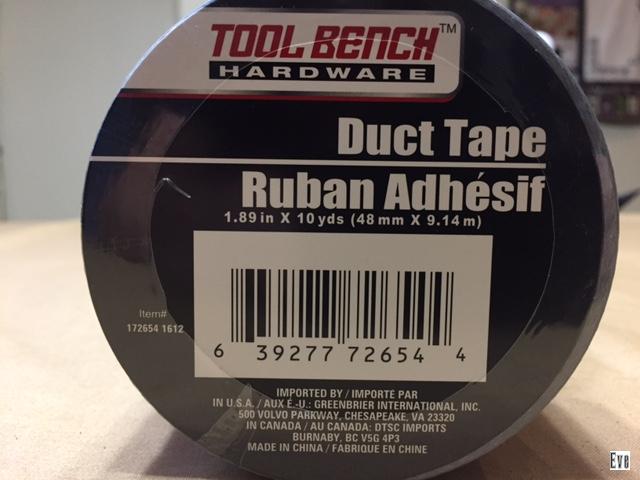 TOOL BENCH™
HARDWARE
Duct Tape
Ruban Adhésif
1.89 in X 10 yds (48 mm X 9.14 m)
Item#
172654 1612
6 39277 72654 4
IMPORTED BY / IMPORTE PAR
IN U.S.A. / AUX É.-U.: GREENBRIER INTERNATIONAL, INC.
500 VOLVO PARKWAY, CHESAPEAKE, VA 23320
IN CANADA / AU CANADA: DTSC IMPORTS
BURNABY, BC V5G 4P3
MADE IN CHINA / FABRIQUE EN CHINE
Eve